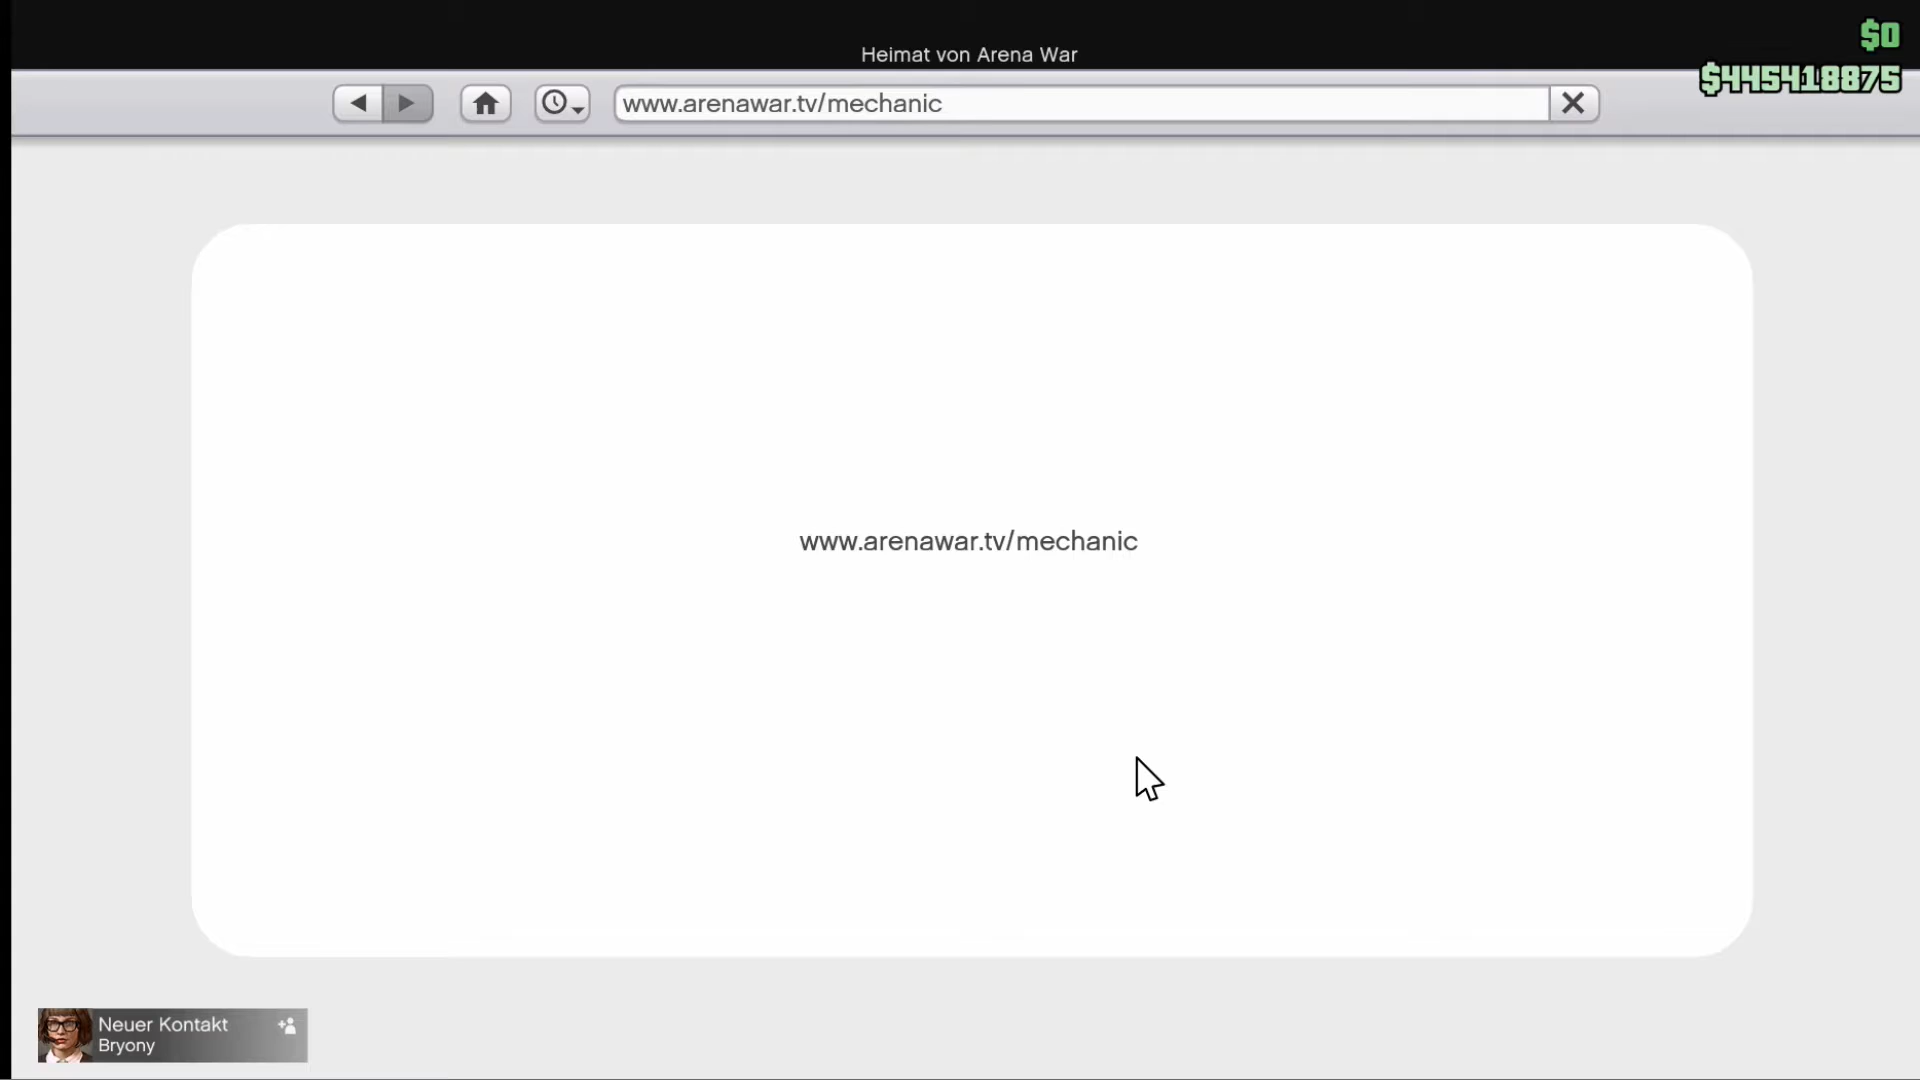 $0
Heimat von Arena War
$445418875
www.arenawar.tv/mechanic
www.arenawar.tv/mechanic
Neuer Kontakt
Bryony